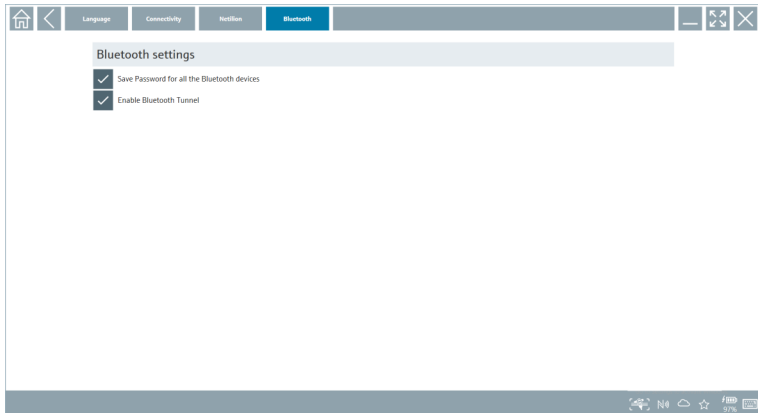 Language
Connectivity
Netilion
Bluetooth
Bluetooth settings
Save Password for all the Bluetooth devices
Enable Bluetooth Tunnel
97%